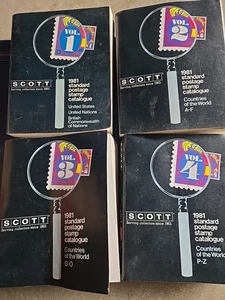 VOL.
1
SCOTT
Serving collectors since 1863
1981
standard
postage
stamp
catalogue
United States
United Nations
British
Commonwealth
of Nations
VOL.
2
SCOTT
Serving collectors since 1863
1981
standard
postage
stamp
catalogue
Countries
of the World
A-F
VOL.
3
SCOTT
Serving collectors since 1863
1981
standard
postage
stamp
catalogue
Countries
of the World
G-O
VOL.
4
SCOTT
Serving collectors since 1863
1981
standard
postage
stamp
catalogue
Countries
of the World
P-Z